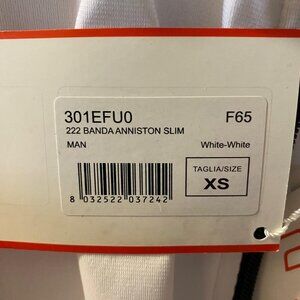 301EFU0 F65
222 BANDA ANNISTON SLIM
MAN White-White
TAGLIA/SIZE
XS
8 032522 037242